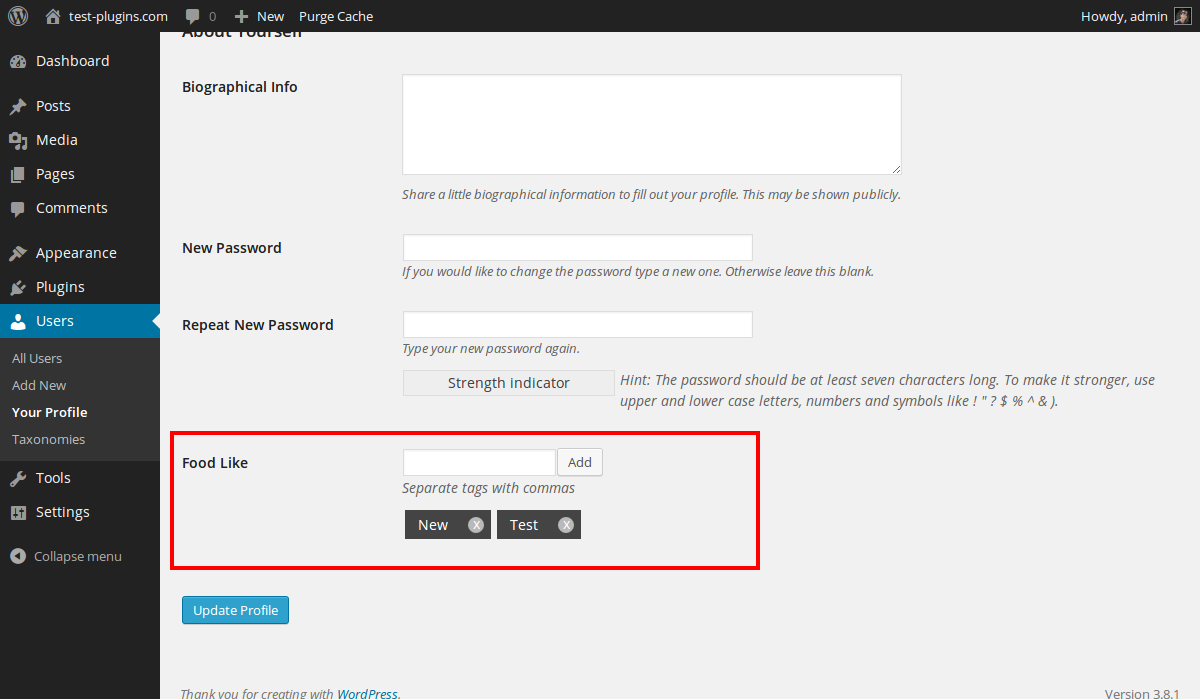 test-plugins.com 0 New Purge Cache Howdy, admin
Dashboard
Posts
Media
Pages
Comments
Appearance
Plugins
Users
All Users
Add New
Your Profile
Taxonomies
Tools
Settings
Collapse menu
About Yourself
Biographical Info
Share a little biographical information to fill out your profile. This may be shown publicly.
New Password
If you would like to change the password type a new one. Otherwise leave this blank.
Repeat New Password
Type your new password again.
Strength indicator
Hint: The password should be at least seven characters long. To make it stronger, use
upper and lower case letters, numbers and symbols like ! " ? $ % ^ & ).
Food Like
Add
Separate tags with commas
New X Test X
Update Profile
Thank you for creating with WordPress. Version 3.8.1